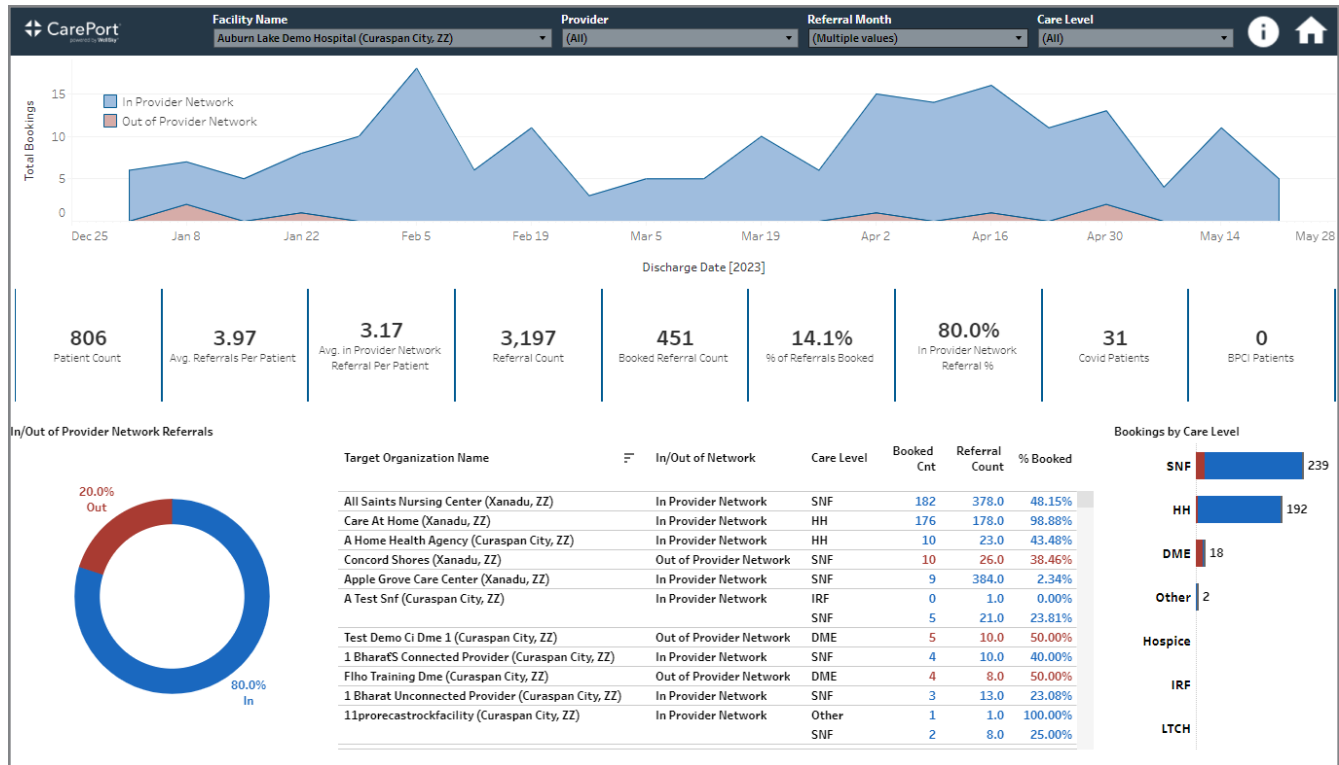 CarePort
powered by WellSky
Facility Name
Auburn Lake Demo Hospital (Curaspan City, ZZ)
Provider
(All)
Referral Month
(Multiple values)
Care Level
(All)
i
Total Bookings
15
10
5
0
In Provider Network
Out of Provider Network
Dec 25 Jan 8 Jan 22 Feb 5 Feb 19 Mar 5 Mar 19 Apr 2 Apr 16 Apr 30 May 14 May 28
Discharge Date [2023]
806
Patient Count
3.97
Avg. Referrals Per Patient
3.17
Avg. in Provider Network
Referral Per Patient
3,197
Referral Count
451
Booked Referral Count
14.1%
% of Referrals Booked
80.0%
In Provider Network
Referral %
31
Covid Patients
0
BPCI Patients
In/Out of Provider Network Referrals
20.0%
Out
80.0%
In
Target Organization Name In/Out of Network Care Level Booked Cnt Referral Count % Booked
All Saints Nursing Center (Xanadu, ZZ) In Provider Network SNF 182 378.0 48.15%
Care At Home (Xanadu, ZZ) In Provider Network HH 176 178.0 98.88%
A Home Health Agency (Curaspan City, ZZ) In Provider Network HH 10 23.0 43.48%
Concord Shores (Xanadu, ZZ) Out of Provider Network SNF 10 26.0 38.46%
Apple Grove Care Center (Xanadu, ZZ) In Provider Network SNF 9 384.0 2.34%
A Test Snf (Curaspan City, ZZ) In Provider Network IRF 0 1.0 0.00%
SNF 5 21.0 23.81%
Test Demo Ci Dme 1 (Curaspan City, ZZ) Out of Provider Network DME 5 10.0 50.00%
1 Bharat'S Connected Provider (Curaspan City, ZZ) In Provider Network SNF 4 10.0 40.00%
Flho Training Dme (Curaspan City, ZZ) Out of Provider Network DME 4 8.0 50.00%
1 Bharat Unconnected Provider (Curaspan City, ZZ) In Provider Network SNF 3 13.0 23.08%
11prorecastrockfacility (Curaspan City, ZZ) In Provider Network Other 1 1.0 100.00%
SNF 2 8.0 25.00%
Bookings by Care Level
SNF 239
HH 192
DME 18
Other 2
Hospice
IRF
LTCH